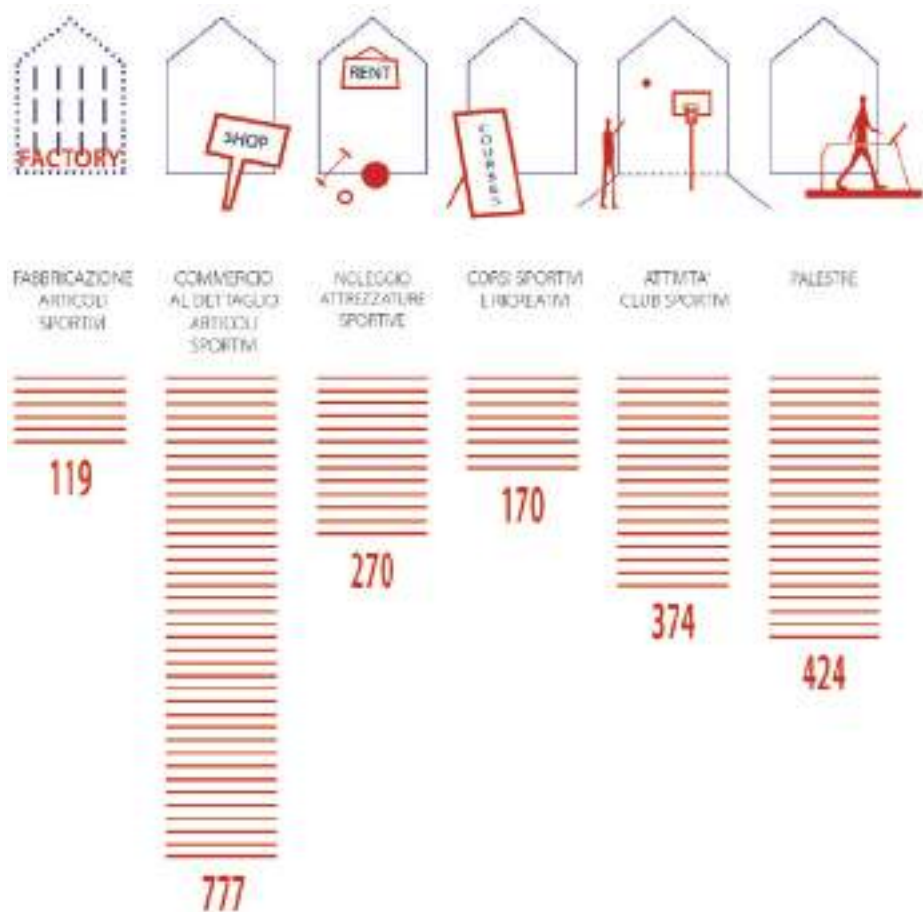 FACTORY
SHOP
RENT
COURSES
FABBRICAZIONE
ARTICOLI
SPORTIVI
COMMERCIO
AL DETTAGLIO
ARTICOLI
SPORTIVI
NOLEGGIO
ATTREZZATURE
SPORTIVE
CORSI SPORTIVI
E RICREATIVI
ATTIVITA'
CLUB SPORTIVI
PALESTRE
119
777
270
170
374
424